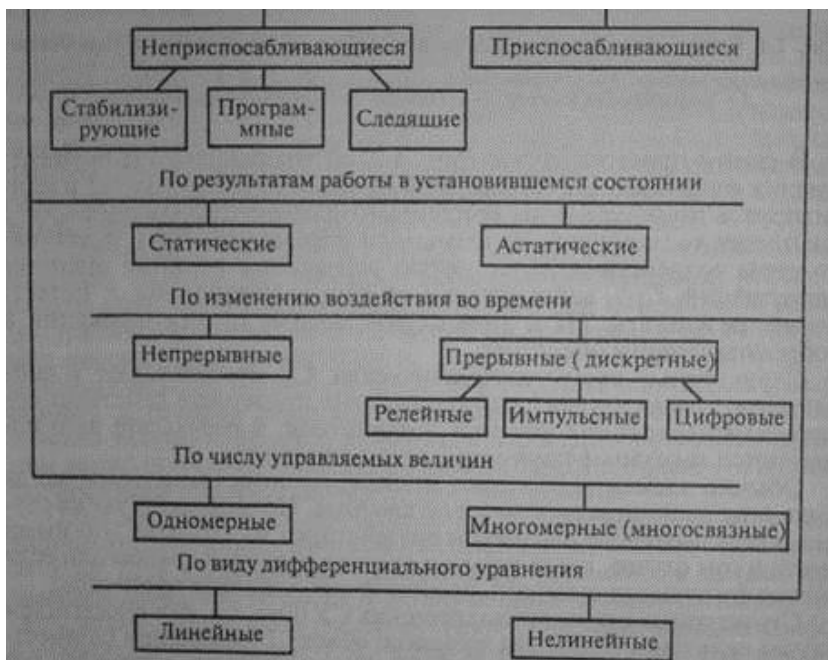 Неприспосабливающиеся Приспосабливающиеся
Стабилизи-
рующие
Програм-
мные
Следящие
По результатам работы в установившемся состоянии
Статические Астатические
По изменению воздействия во времени
Непрерывные Прерывные (дискретные)
Релейные Импульсные Цифровые
По числу управляемых величин
Одномерные Многомерные (многосвязные)
По виду лифференциального уравнения
Линейные Нелинейные